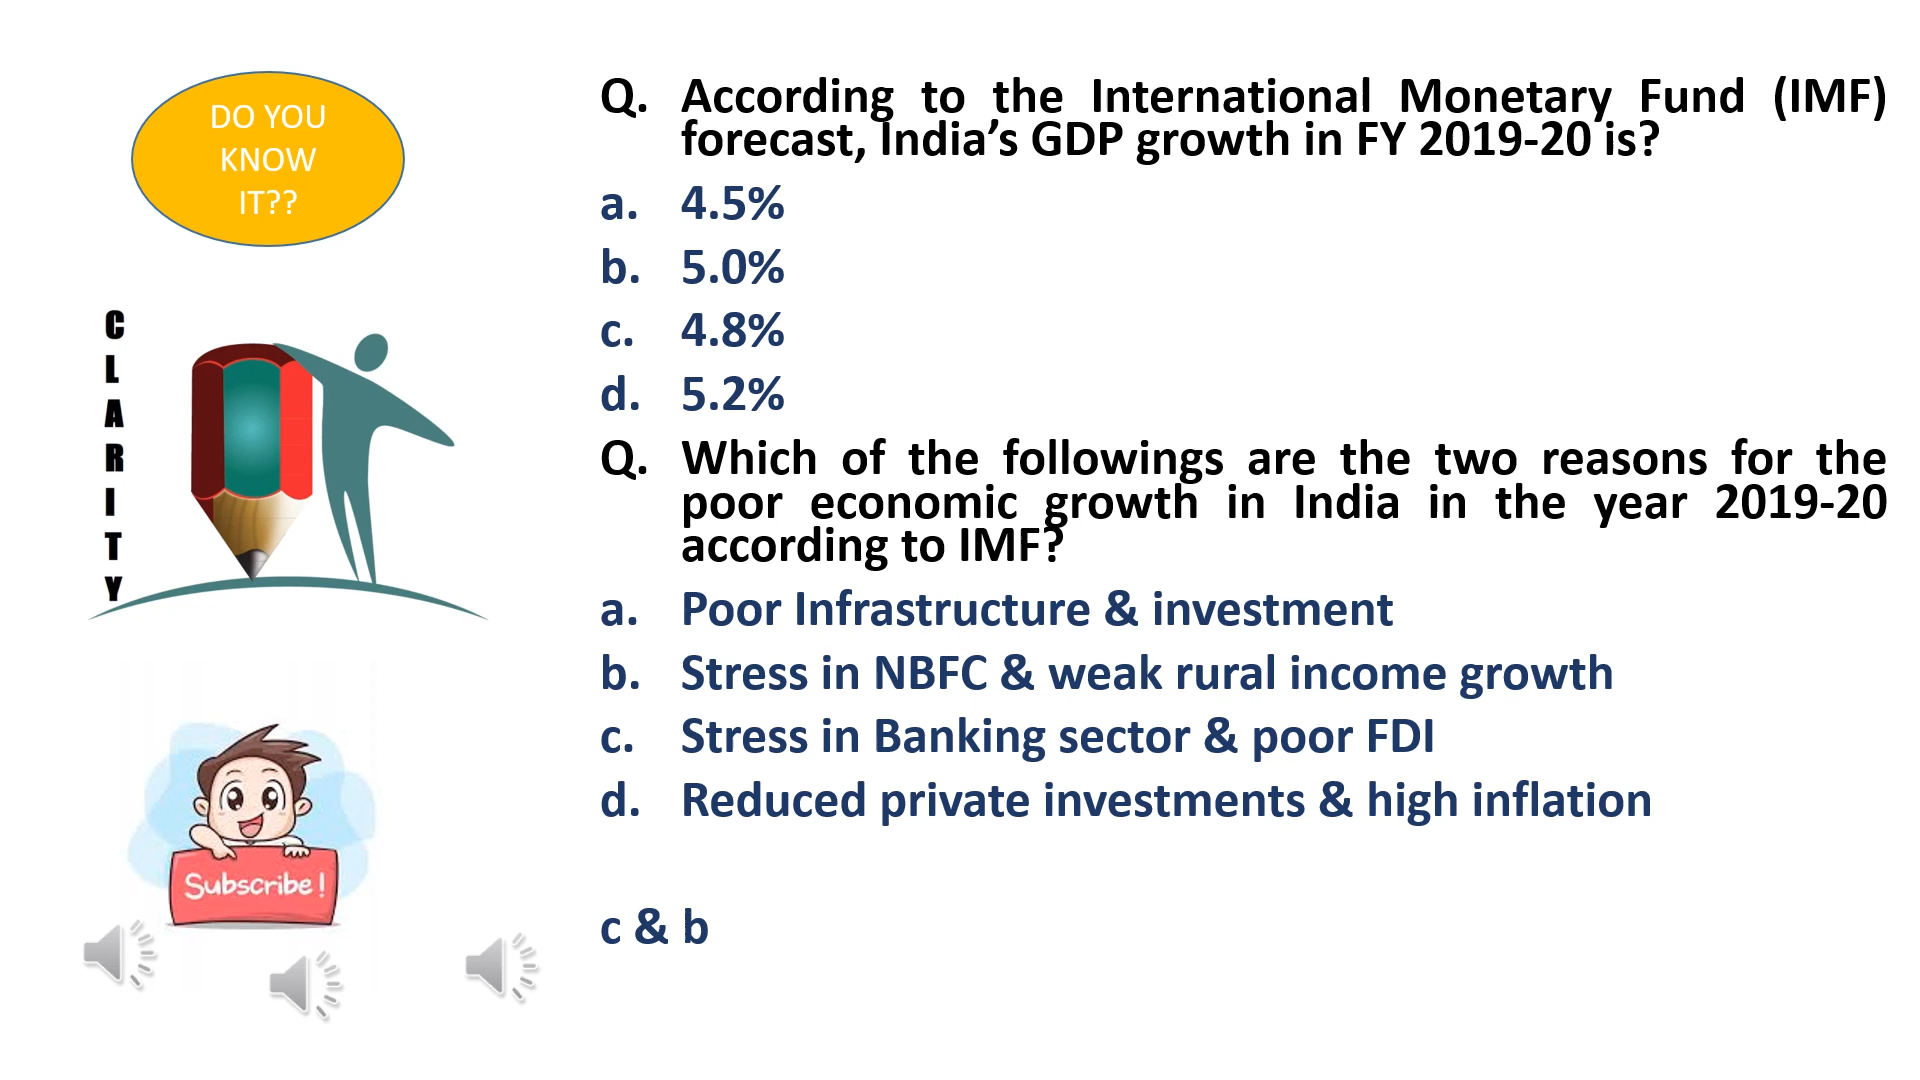 DO YOU
KNOW
IT??
CLARITY
Subscribe!
Q. According to the International Monetary Fund (IMF)
forecast, India’s GDP growth in FY 2019-20 is?
a. 4.5%
b. 5.0%
c. 4.8%
d. 5.2%
Q. Which of the followings are the two reasons for the
poor economic growth in India in the year 2019-20
according to IMF?
a. Poor Infrastructure & investment
b. Stress in NBFC & weak rural income growth
c. Stress in Banking sector & poor FDI
d. Reduced private investments & high inflation
c & b